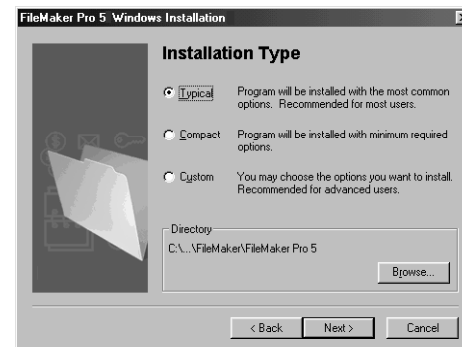 FileMaker Pro 5 Windows Installation
Installation Type
Typical Program will be installed with the most common
options. Recommended for most users.
Compact Program will be installed with minimum required
options.
Custom You may choose the options you want to install.
Recommended for advanced users.
Directory
C:\...\FileMaker\FileMaker Pro 5
Browse...
< Back Next > Cancel